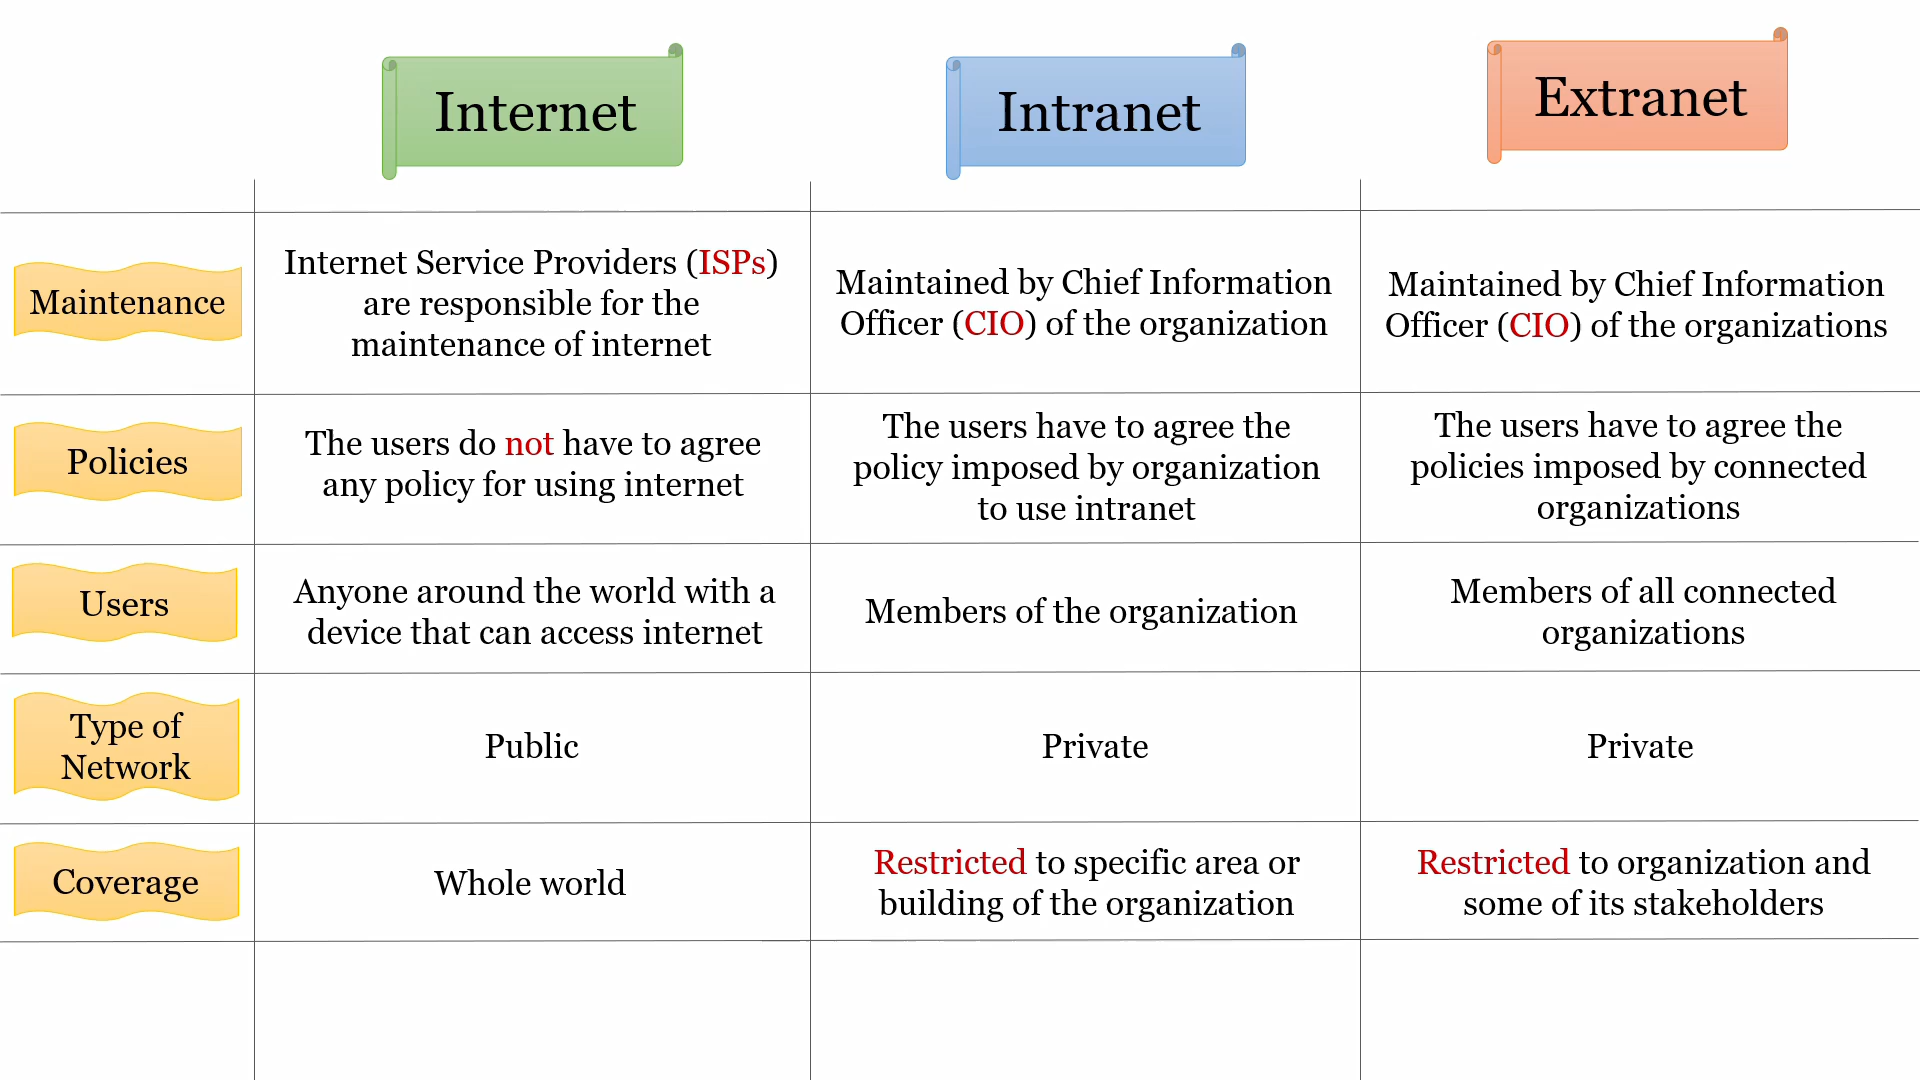 Internet
Intranet
Extranet
Maintenance
Internet Service Providers (ISPs)
are responsible for the
maintenance of internet
Maintained by Chief Information
Officer (CIO) of the organization
Maintained by Chief Information
Officer (CIO) of the organizations
Policies
The users do not have to agree
any policy for using internet
The users have to agree the
policy imposed by organization
to use intranet
The users have to agree the
policies imposed by connected
organizations
Users
Anyone around the world with a
device that can access internet
Members of the organization
Members of all connected
organizations
Type of
Network
Public
Private
Private
Coverage
Whole world
Restricted to specific area or
building of the organization
Restricted to organization and
some of its stakeholders